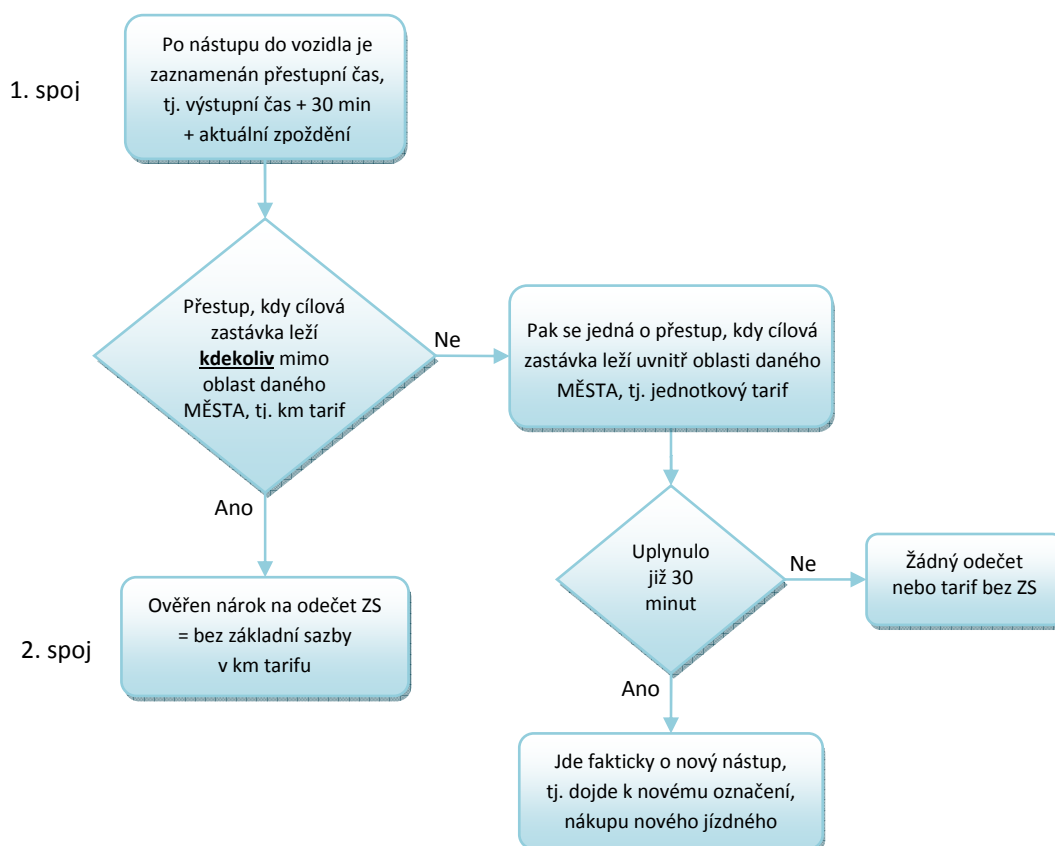 Po nástupu do vozidla je
zaznamenán přestupní čas,
tj. výstupní čas + 30 min
+ aktuální zpoždění
1. spoj
Přestup, kdy cílová
zastávka leží
kdekoliv mimo
oblast daného
MĚSTA, tj. km tarif
Ne
Pak se jedná o přestup, kdy cílová
zastávka leží uvnitř oblasti daného
MĚSTA, tj. jednotkový tarif
Ano
Uplynulo
již 30
minut
Ne
Žádný odečet
nebo tarif bez ZS
Ověřen nárok na odečet ZS
= bez základní sazby
v km tarifu
2. spoj
Ano
Jde fakticky o nový nástup,
tj. dojde k novému označení,
nákupu nového jízdného